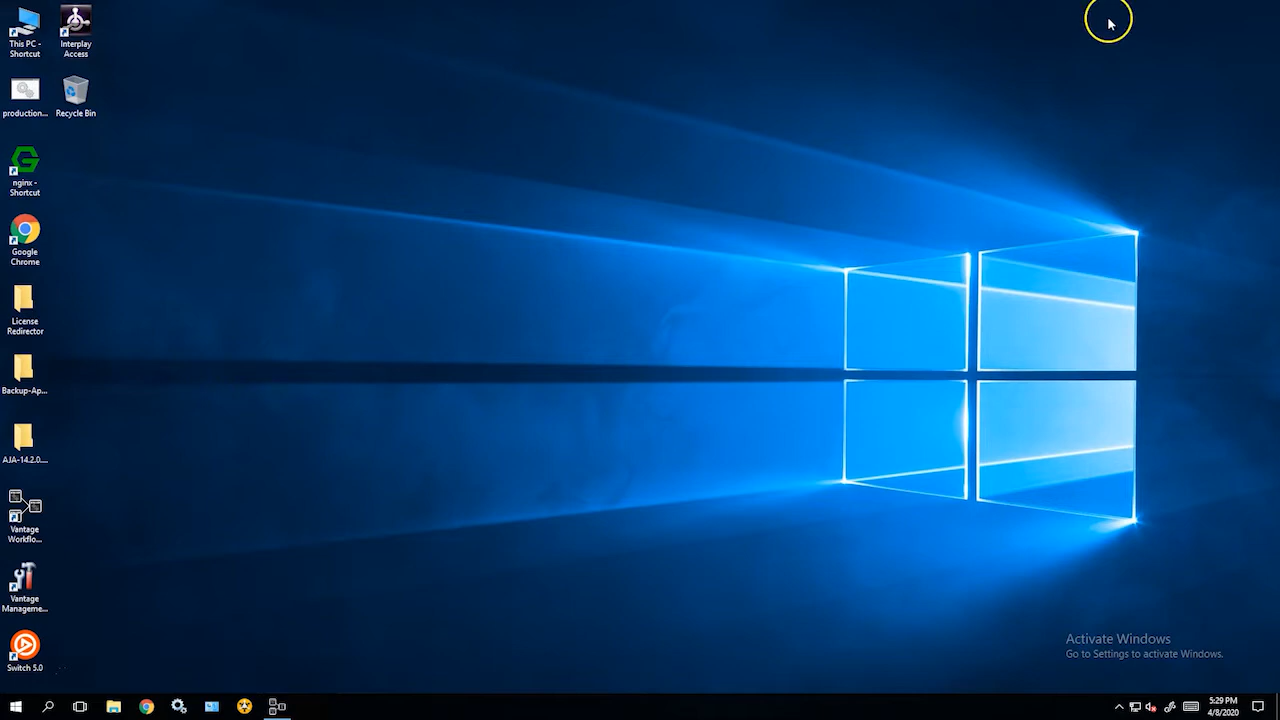 This PC -
Shortcut
Interplay
Access
production...
Recycle Bin
nginx -
Shortcut
Google
Chrome
License
Redirector
Backup-Ap...
AJA-14.2.0....
Vantage
Workflo...
Vantage
Manageme...
Switch 5.0
Activate Windows
Go to Settings to activate Windows.
5:29 PM
4/8/2020